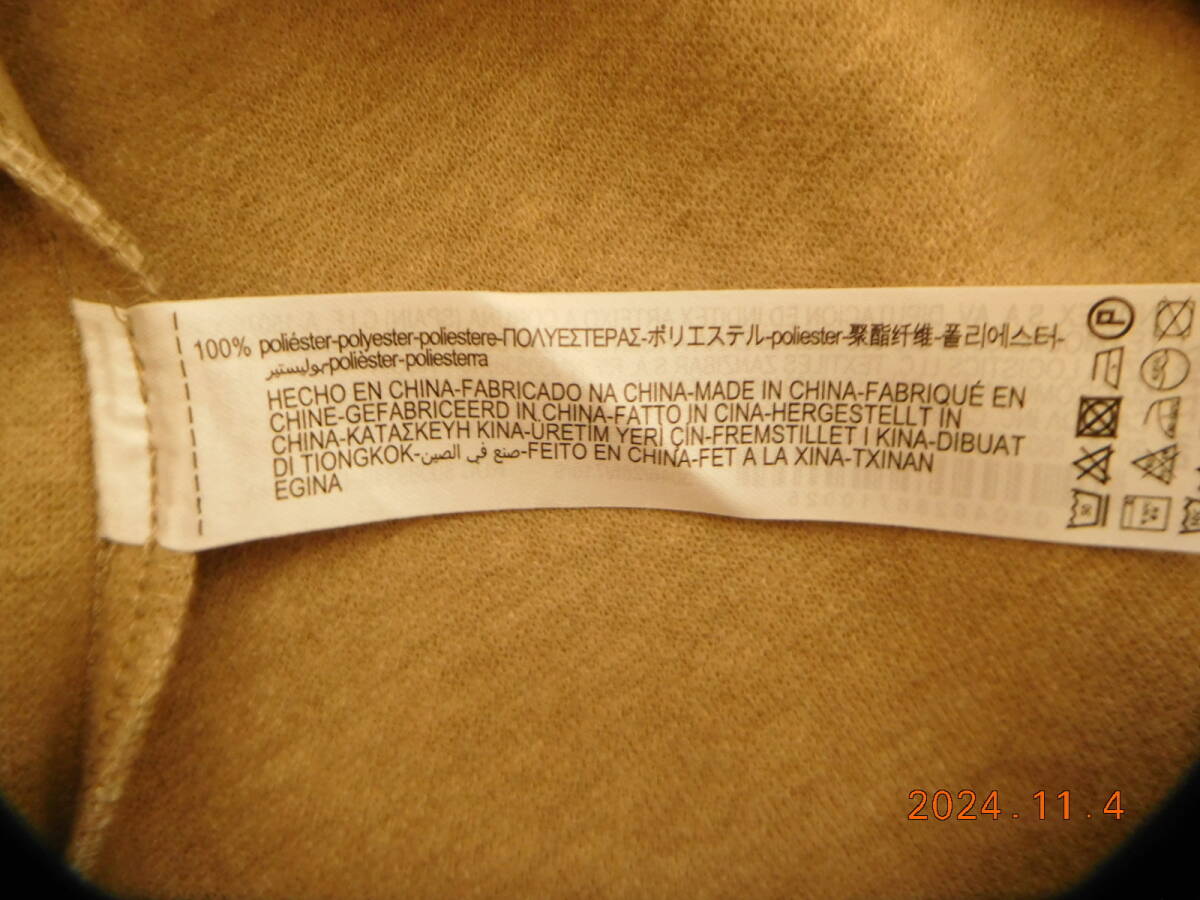 100% poliéster-polyester-poliestere-ΠΟΛΥΕΣΤΕΡΑΣ-ポリエステル-poliester-聚酯纤维-폴리에스터-
بوليستير-polièster-poliesterra
HECHO EN CHINA-FABRICADO NA CHINA-MADE IN CHINA-FABRIQUÉ EN
CHINE-GEFABRICEERD IN CHINA-FATTO IN CINA-HERGESTELLT IN
CHINA-ΚΑΤΑΣΚΕΥΗ ΚΙΝΑ-ÜRETİM YERİ ÇİN-FREMSTILLET I KINA-DIBUAT
DI TIONGKOK-صنع في الصين-FEITO EN CHINA-FET A LA XINA-TXINAN
EGINA
P
2024.11.4